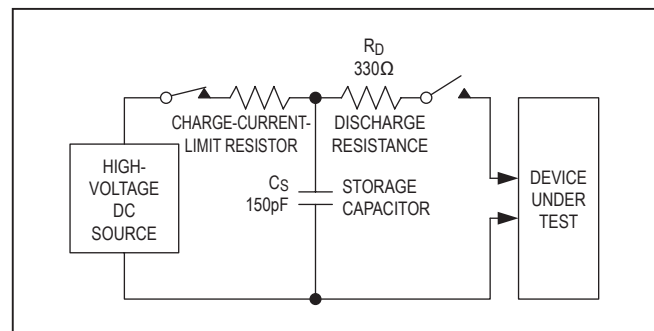 R_D
330Ω
CHARGE-CURRENT-
LIMIT RESISTOR
DISCHARGE
RESISTANCE
HIGH-
VOLTAGE
DC
SOURCE
C_S
150pF
STORAGE
CAPACITOR
DEVICE
UNDER
TEST